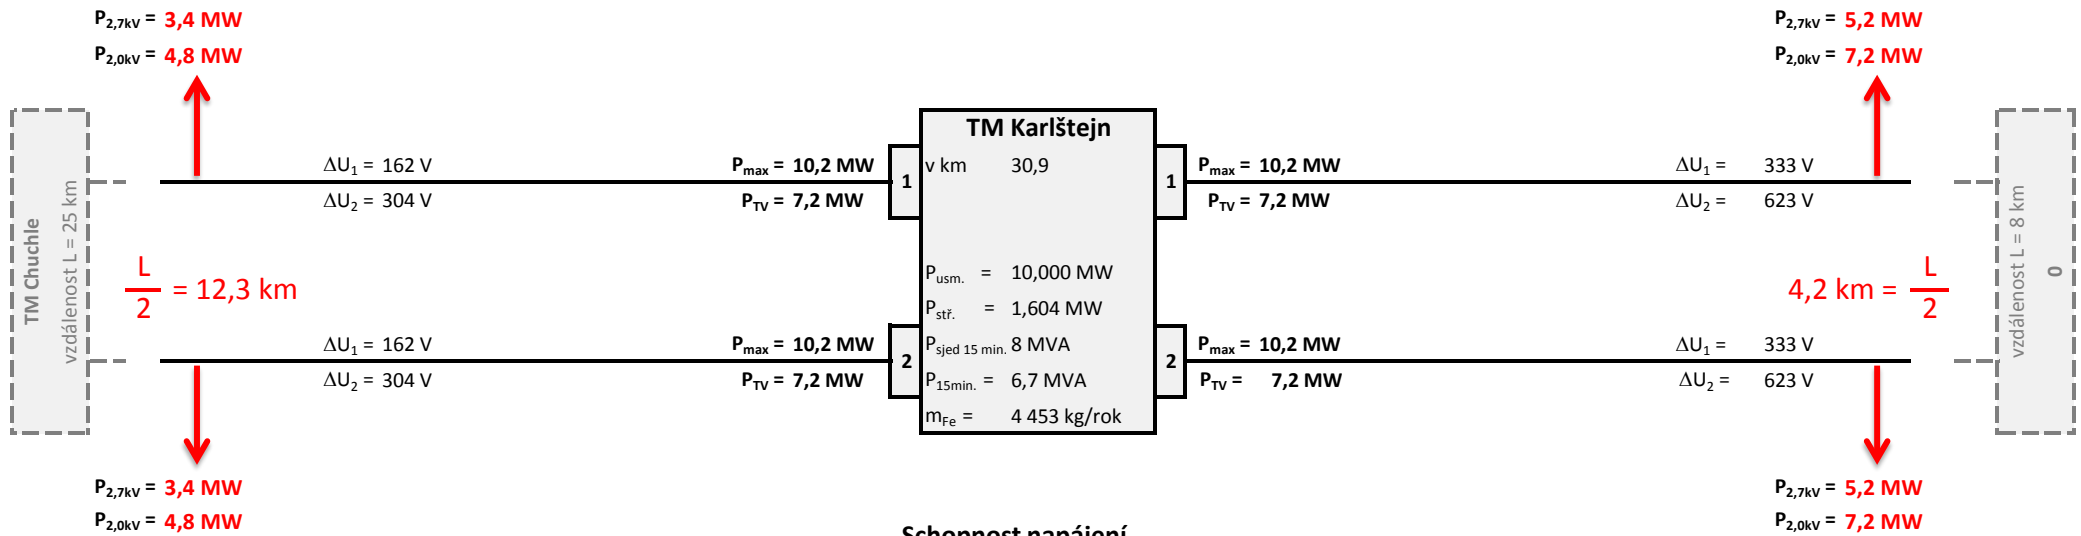 P2,7kV = 3,4 MW
P2,0kV = 4,8 MW
P2,7kV = 5,2 MW
P2,0kV = 7,2 MW
TM Chuchle
vzdálenost L = 25 km
L
2
= 12,3 km
ΔU1 = 162 V
ΔU2 = 304 V
Pmax = 10,2 MW
PTV = 7,2 MW
1
ΔU1 = 162 V
ΔU2 = 304 V
Pmax = 10,2 MW
PTV = 7,2 MW
2
TM Karlštejn
v km 30,9
Pusm. = 10,000 MW
Pstř. = 1,604 MW
Psjed 15 min. 8 MVA
P15min. = 6,7 MVA
mFe = 4 453 kg/rok
1
Pmax = 10,2 MW
PTV = 7,2 MW
ΔU1 = 333 V
ΔU2 = 623 V
2
Pmax = 10,2 MW
PTV = 7,2 MW
ΔU1 = 333 V
ΔU2 = 623 V
4,2 km =
L
2
vzdálenost L = 8 km
0
P2,7kV = 3,4 MW
P2,0kV = 4,8 MW
P2,7kV = 5,2 MW
P2,0kV = 7,2 MW
Schopnost napájení